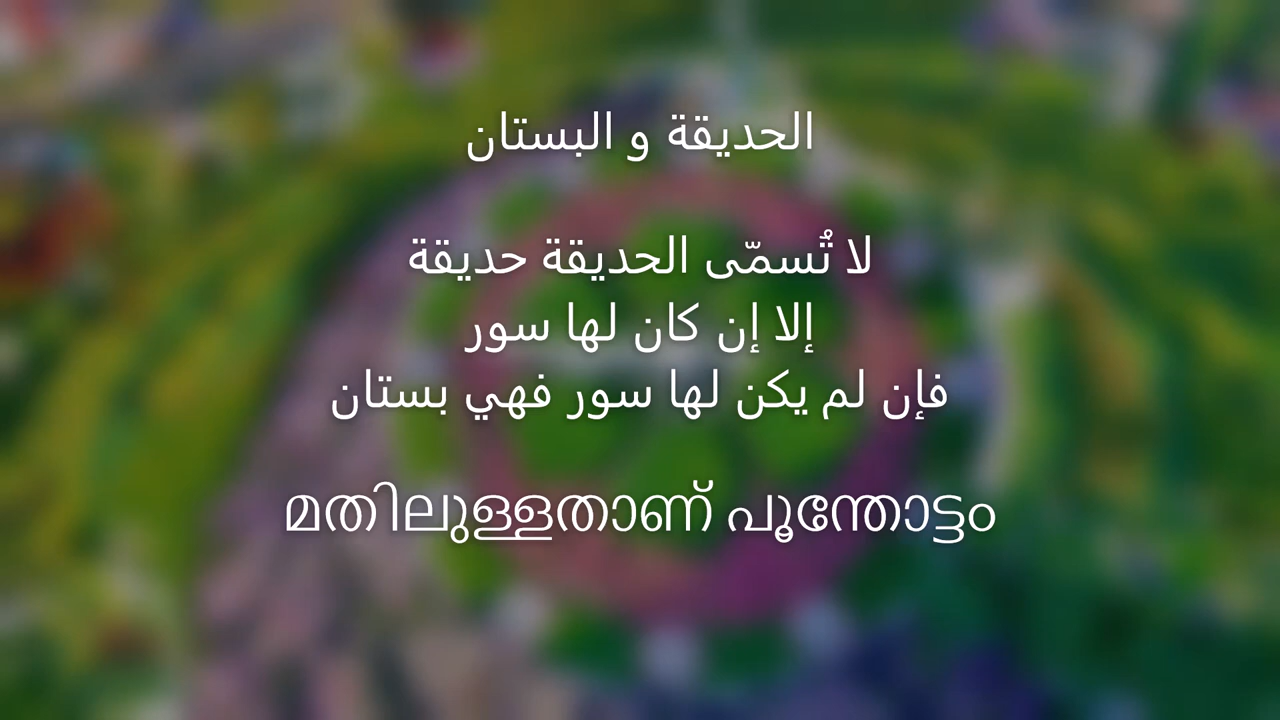 الحديقة و البستان
لا تُسمّى الحديقة حديقة
إلا إن كان لها سور
فإن لم يكن لها سور فهي بستان
മതിലുള്ളതാണ് പൂന്തോട്ടം